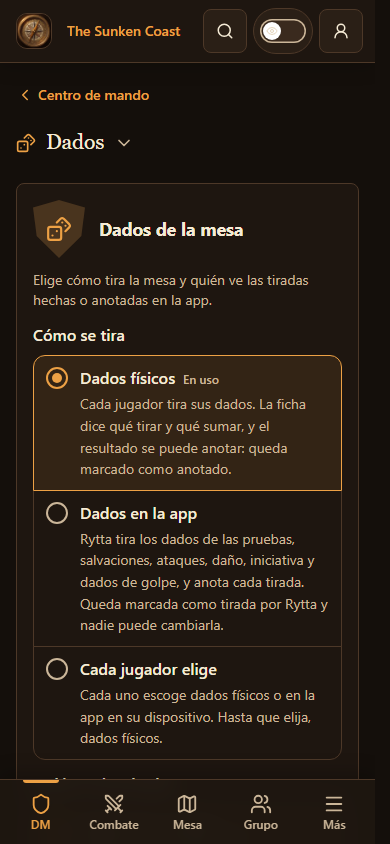 The Sunken Coast
Centro de mando
Dados
Dados de la mesa
Elige cómo tira la mesa y quién ve las tiradas
hechas o anotadas en la app.
Cómo se tira
Dados físicos En uso
Cada jugador tira sus dados. La ficha
dice qué tirar y qué sumar, y el
resultado se puede anotar: queda
marcado como anotado.
Dados en la app
Rytta tira los dados de las pruebas,
salvaciones, ataques, daño, iniciativa y
dados de golpe, y anota cada tirada.
Queda marcada como tirada por Rytta y
nadie puede cambiarla.
Cada jugador elige
Cada uno escoge dados físicos o en la
app en su dispositivo. Hasta que elija,
dados físicos.
DM
Combate
Mesa
Grupo
Más